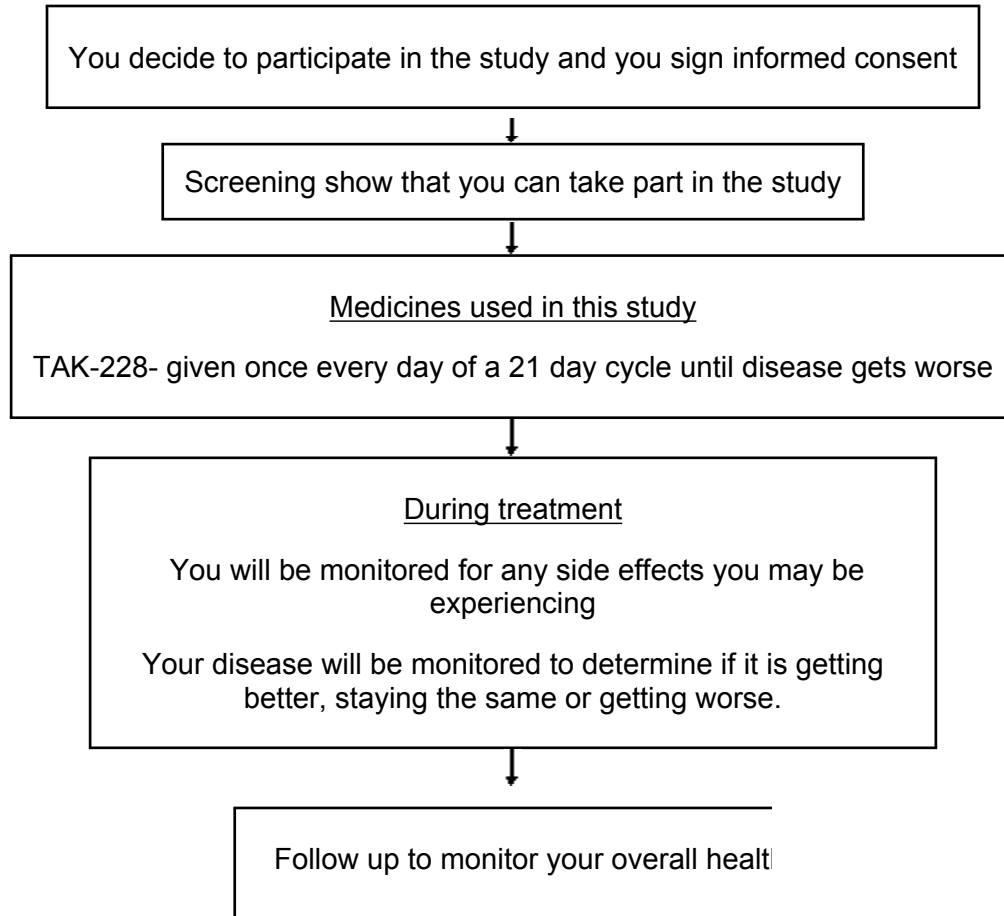 You decide to participate in the study and you sign informed consent
Screening show that you can take part in the study
Medicines used in this study
TAK-228- given once every day of a 21 day cycle until disease gets worse
During treatment
You will be monitored for any side effects you may be
experiencing
Your disease will be monitored to determine if it is getting
better, staying the same or getting worse.
Follow up to monitor your overall